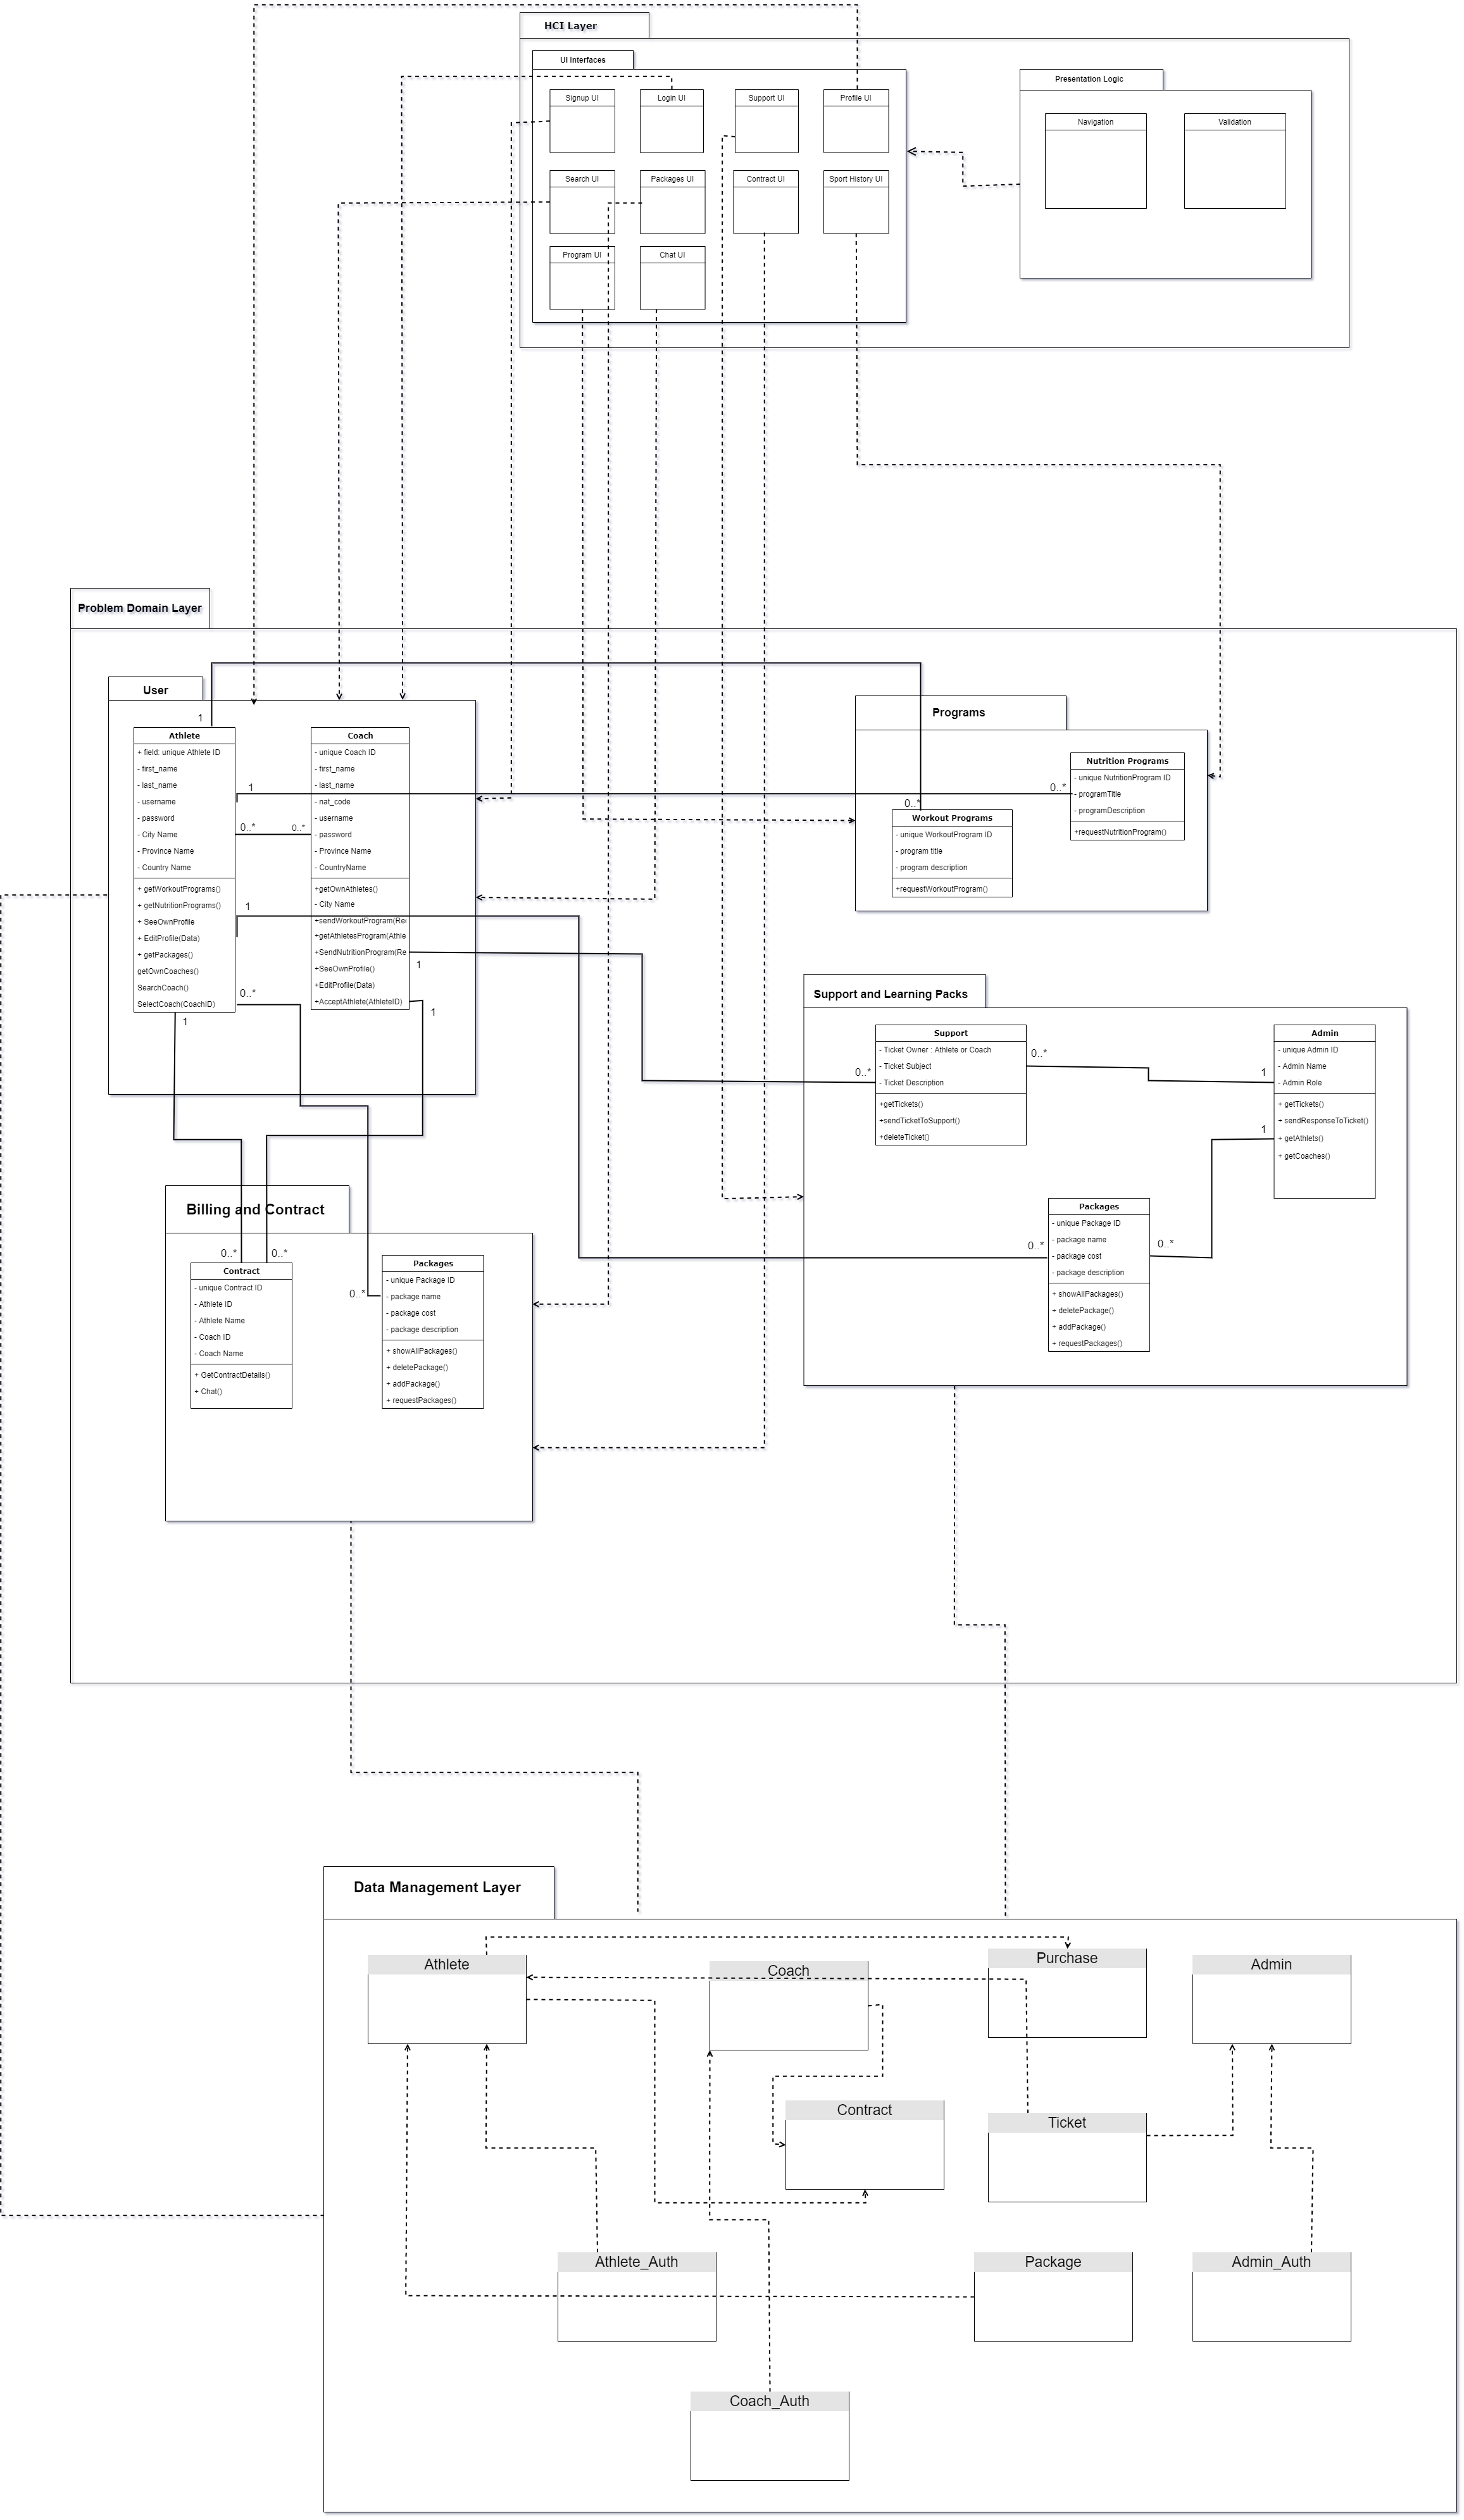 HCI Layer
UI Interfaces
Presentation Logic
Signup UI
Login UI
Support UI
Profile UI
Navigation
Validation
Search UI
Packages UI
Contract UI
Sport History UI
Program UI
Chat UI
Problem Domain Layer
User
Athlete
+ field: unique Athlete ID
- first_name
- last_name
- username
- password
- City Name
- Province Name
- Country Name
+ getWorkoutPrograms()
+ getNutritionPrograms()
+ SeeOwnProfile
+ EditProfile(Data)
+ getPackages()
getOwnCoaches()
SearchCoach()
SelectCoach(CoachID)
Coach
- unique Coach ID
- first_name
- last_name
- nat_code
- username
- password
- Province Name
- CountryName
+getOwnAthletes()
- City Name
+sendWorkoutProgram(Re
+getAthletesProgram(Athle
+SendNutritionProgram(Re
+SeeOwnProfile()
+EditProfile(Data)
+AcceptAthlete(AthleteID)
1
1
0..*
0..*
1
0..*
1
1
1
Programs
Nutrition Programs
- unique NutritionProgram ID
- programTitle
- programDescription
+requestNutritionProgram()
0..*
0..*
Workout Programs
- unique WorkoutProgram ID
- program title
- program description
+requestWorkoutProgram()
Support and Learning Packs
Support
- Ticket Owner : Athlete or Coach
- Ticket Subject
- Ticket Description
+getTickets()
+sendTicketToSupport()
+deleteTicket()
0..*
0..*
1
1
Admin
- unique Admin ID
- Admin Name
- Admin Role
+ getTickets()
+ sendResponseToTicket()
+ getAthlets()
+ getCoaches()
Packages
- unique Package ID
- package name
- package cost
- package description
+ showAllPackages()
+ deletePackage()
+ addPackage()
+ requestPackages()
0..*
0..*
Billing and Contract
0..*
0..*
0..*
Contract
- unique Contract ID
- Athlete ID
- Athlete Name
- Coach ID
- Coach Name
+ GetContractDetails()
+ Chat()
Packages
- unique Package ID
- package name
- package cost
- package description
+ showAllPackages()
+ deletePackage()
+ addPackage()
+ requestPackages()
Data Management Layer
Athlete
Coach
Purchase
Admin
Contract
Ticket
Athlete_Auth
Package
Admin_Auth
Coach_Auth